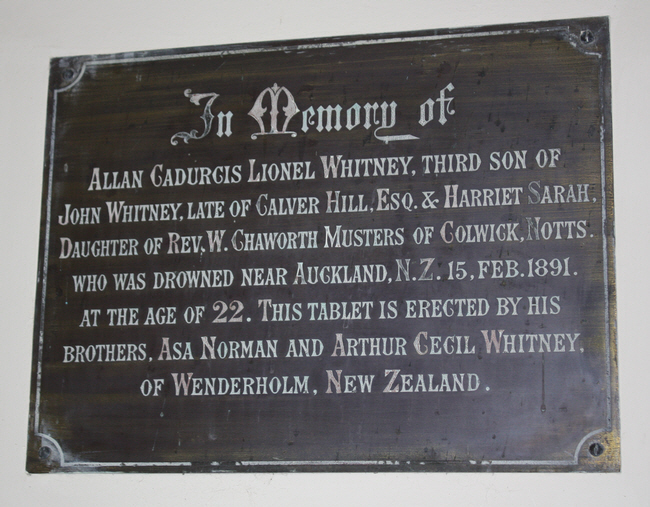 In Memory of
ALLAN CADURCIS LIONEL WHITNEY, THIRD SON OF
JOHN WHITNEY, LATE OF CALVER HILL, ESQ. & HARRIET SARAH,
DAUGHTER OF REV. W. CHAWORTH MUSTERS OF COLWICK, NOTTS.
WHO WAS DROWNED NEAR AUCKLAND, N.Z. 15, FEB. 1891.
AT THE AGE OF 22. THIS TABLET IS ERECTED BY HIS
BROTHERS, ASA NORMAN AND ARTHUR CECIL WHITNEY,
OF WENDERHOLM, NEW ZEALAND.